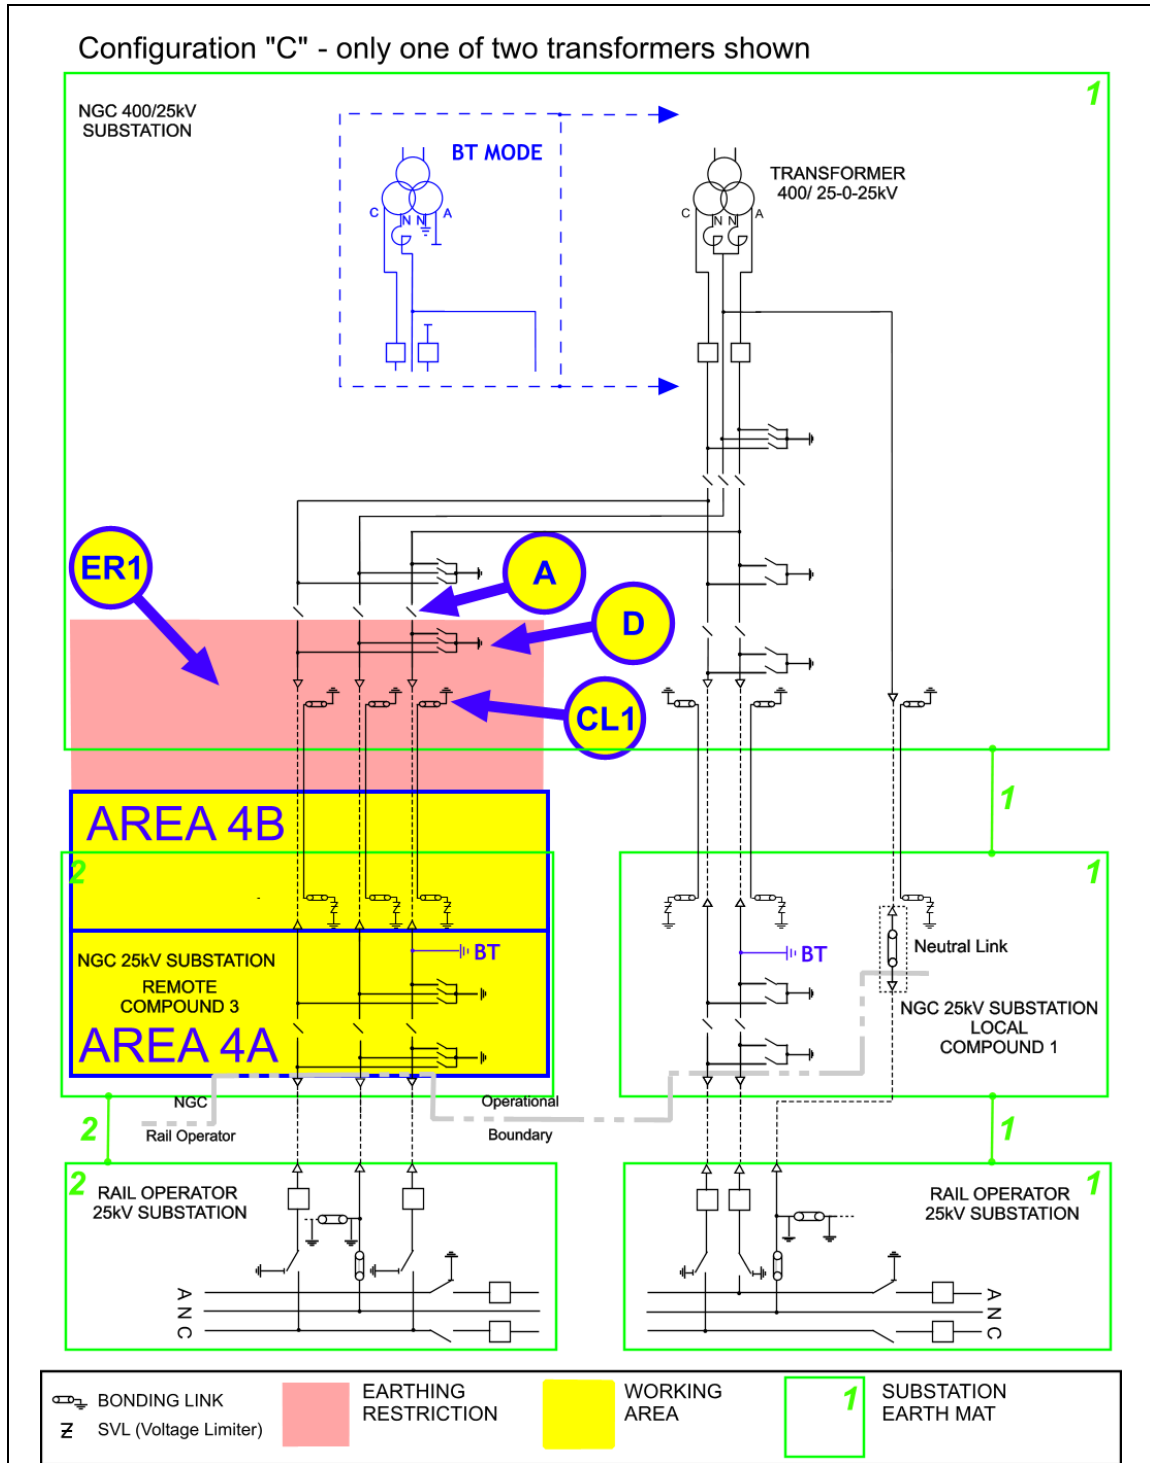 Configuration "C" - only one of two transformers shown
1
NGC 400/25kV
SUBSTATION
BT MODE
C
N
N
A
TRANSFORMER
400/ 25-0-25kV
C
N
N
A
ER1
A
D
CL1
1
AREA 4B
2
1
NGC 25kV SUBSTATION
REMOTE
COMPOUND 3
BT
AREA 4A
BT
Neutral Link
NGC 25kV SUBSTATION
LOCAL
COMPOUND 1
NGC
Operational
Rail Operator
Boundary
2
1
2
RAIL OPERATOR
25kV SUBSTATION
A
N
C
1
RAIL OPERATOR
25kV SUBSTATION
A
N
C
BONDING LINK
SVL (Voltage Limiter)
EARTHING
RESTRICTION
WORKING
AREA
1
SUBSTATION
EARTH MAT